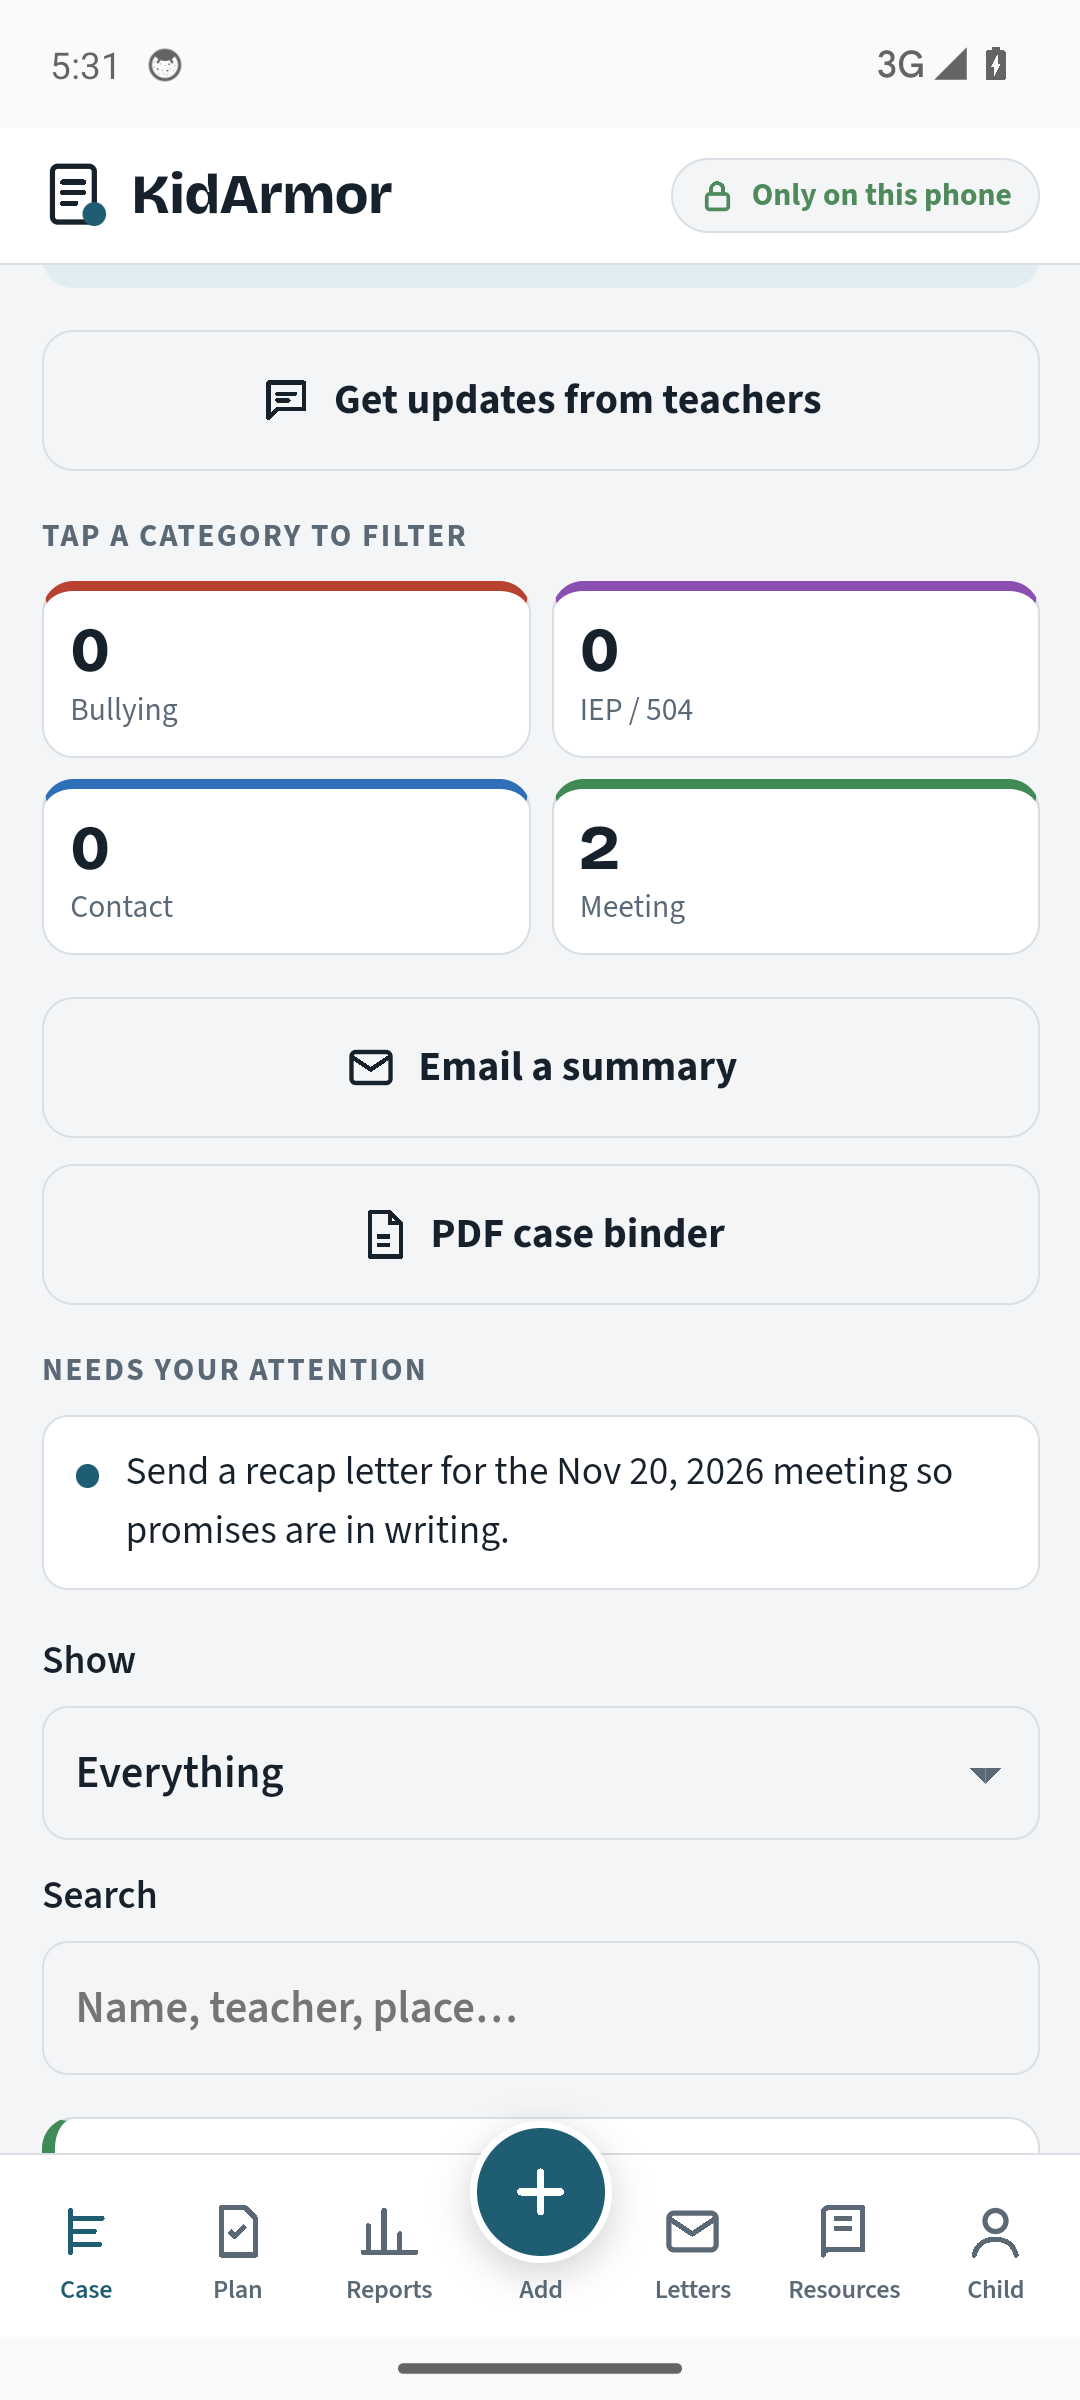 5:31
3G
KidArmor
Only on this phone
Get updates from teachers
TAP A CATEGORY TO FILTER
0
Bullying
0
IEP / 504
0
Contact
2
Meeting
Email a summary
PDF case binder
NEEDS YOUR ATTENTION
Send a recap letter for the Nov 20, 2026 meeting so
promises are in writing.
Show
Everything
Search
Name, teacher, place...
Case
Plan
Reports
Add
Letters
Resources
Child